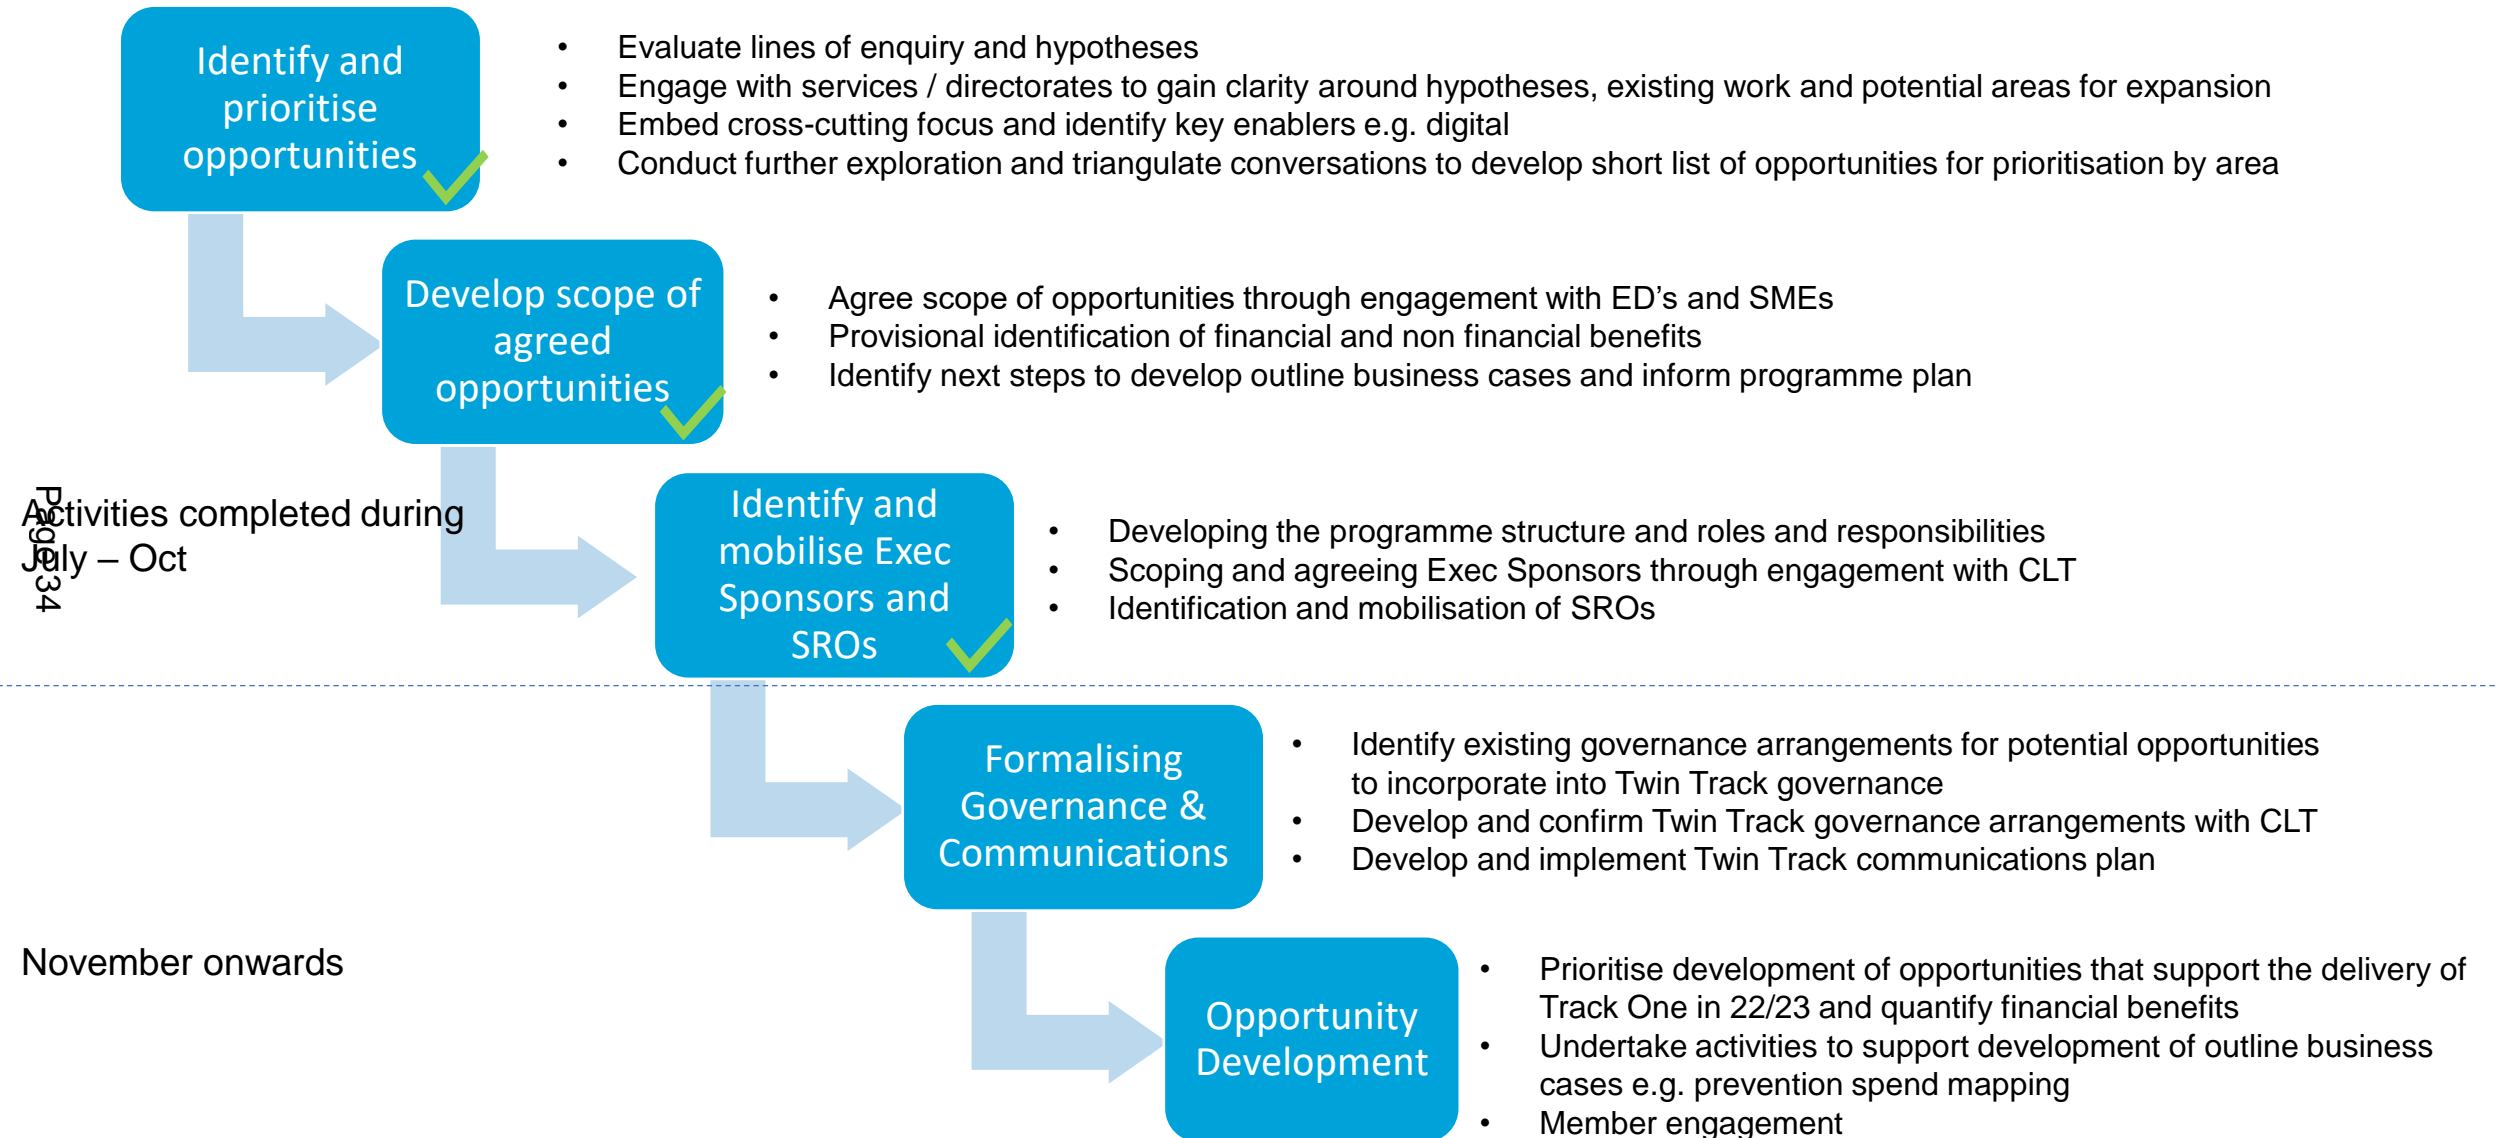 Identify and
prioritise
opportunities
• Evaluate lines of enquiry and hypotheses
• Engage with services / directorates to gain clarity around hypotheses, existing work and potential areas for expansion
• Embed cross-cutting focus and identify key enablers e.g. digital
• Conduct further exploration and triangulate conversations to develop short list of opportunities for prioritisation by area
Develop scope of
agreed
opportunities
• Agree scope of opportunities through engagement with ED’s and SMEs
• Provisional identification of financial and non financial benefits
• Identify next steps to develop outline business cases and inform programme plan
Activities completed during
July – Oct
Page 34
Identify and
mobilise Exec
Sponsors and
SROs
• Developing the programme structure and roles and responsibilities
• Scoping and agreeing Exec Sponsors through engagement with CLT
• Identification and mobilisation of SROs
Formalising
Governance &
Communications
• Identify existing governance arrangements for potential opportunities
to incorporate into Twin Track governance
• Develop and confirm Twin Track governance arrangements with CLT
• Develop and implement Twin Track communications plan
November onwards
Opportunity
Development
• Prioritise development of opportunities that support the delivery of
Track One in 22/23 and quantify financial benefits
• Undertake activities to support development of outline business
cases e.g. prevention spend mapping
• Member engagement